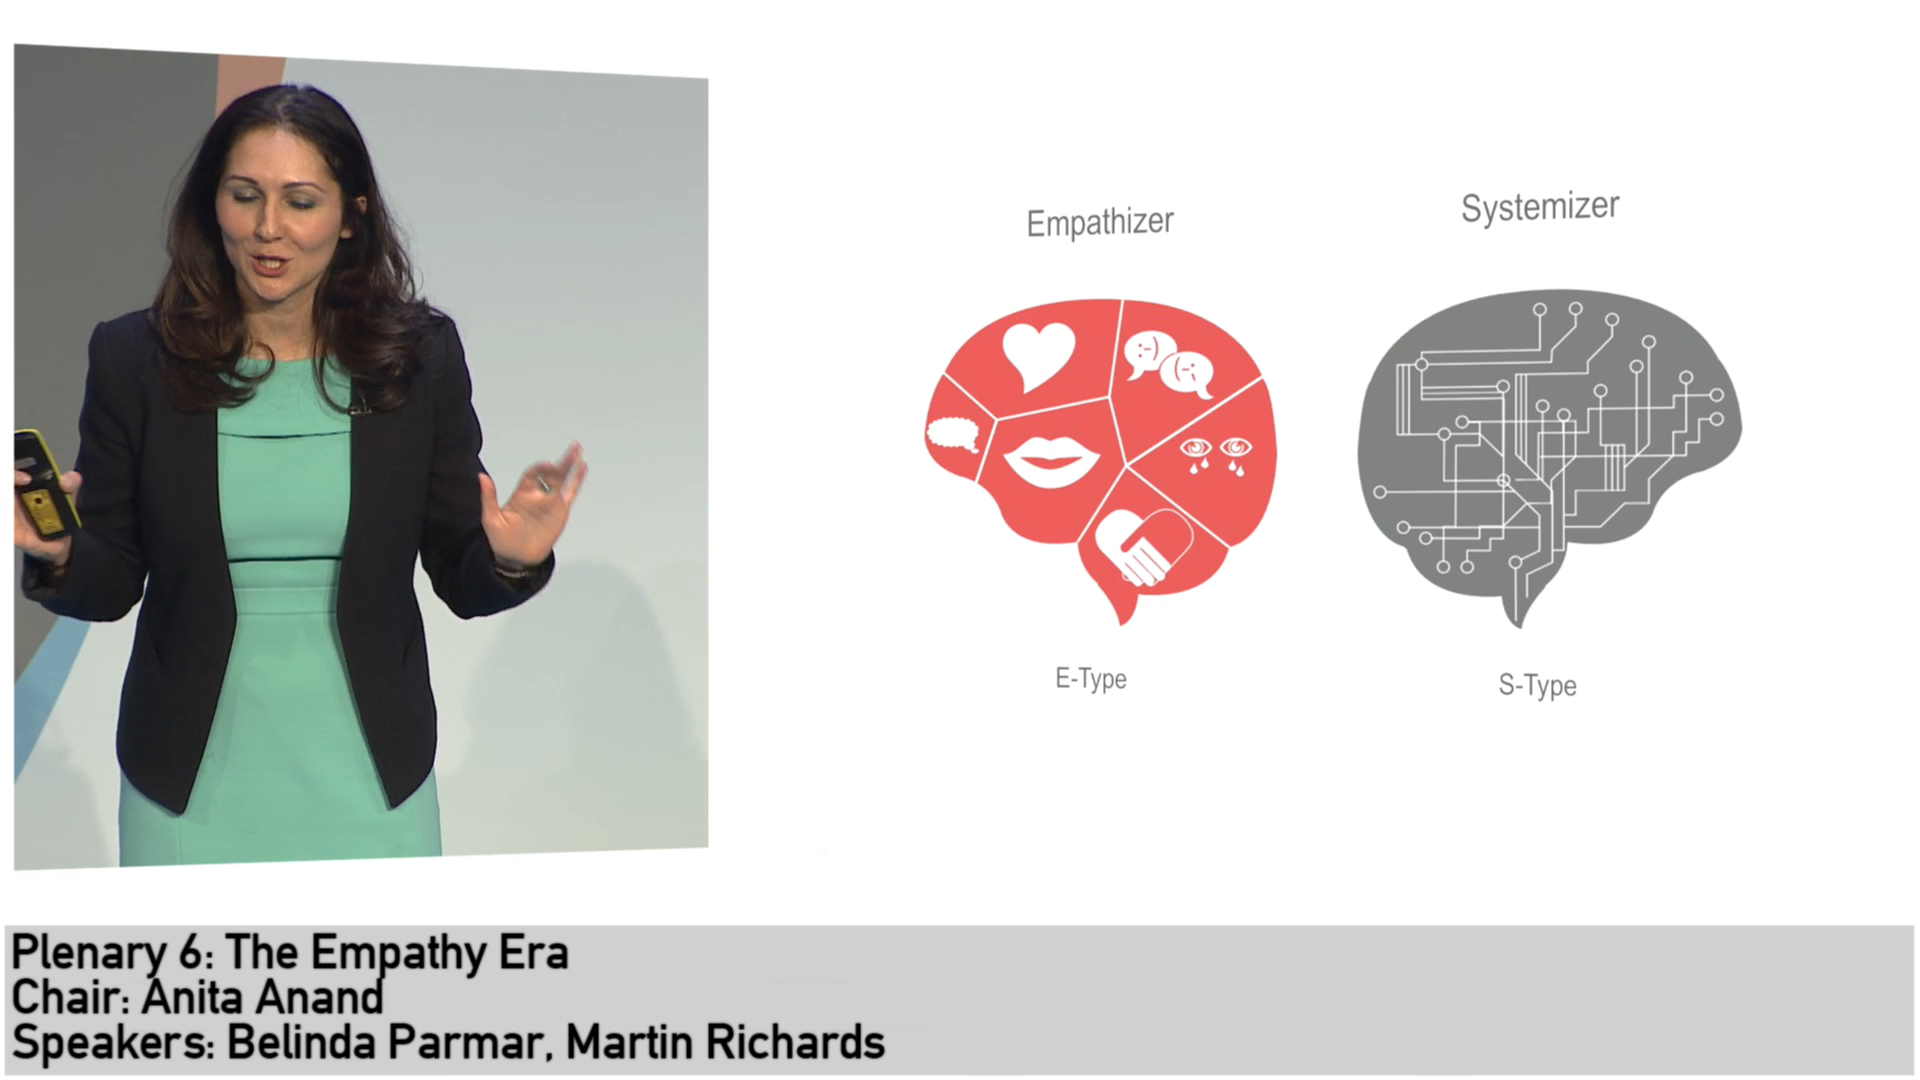 Empathizer
Systemizer
E-Type
S-Type
Plenary 6: The Empathy Era
Chair: Anita Anand
Speakers: Belinda Parmar, Martin Richards